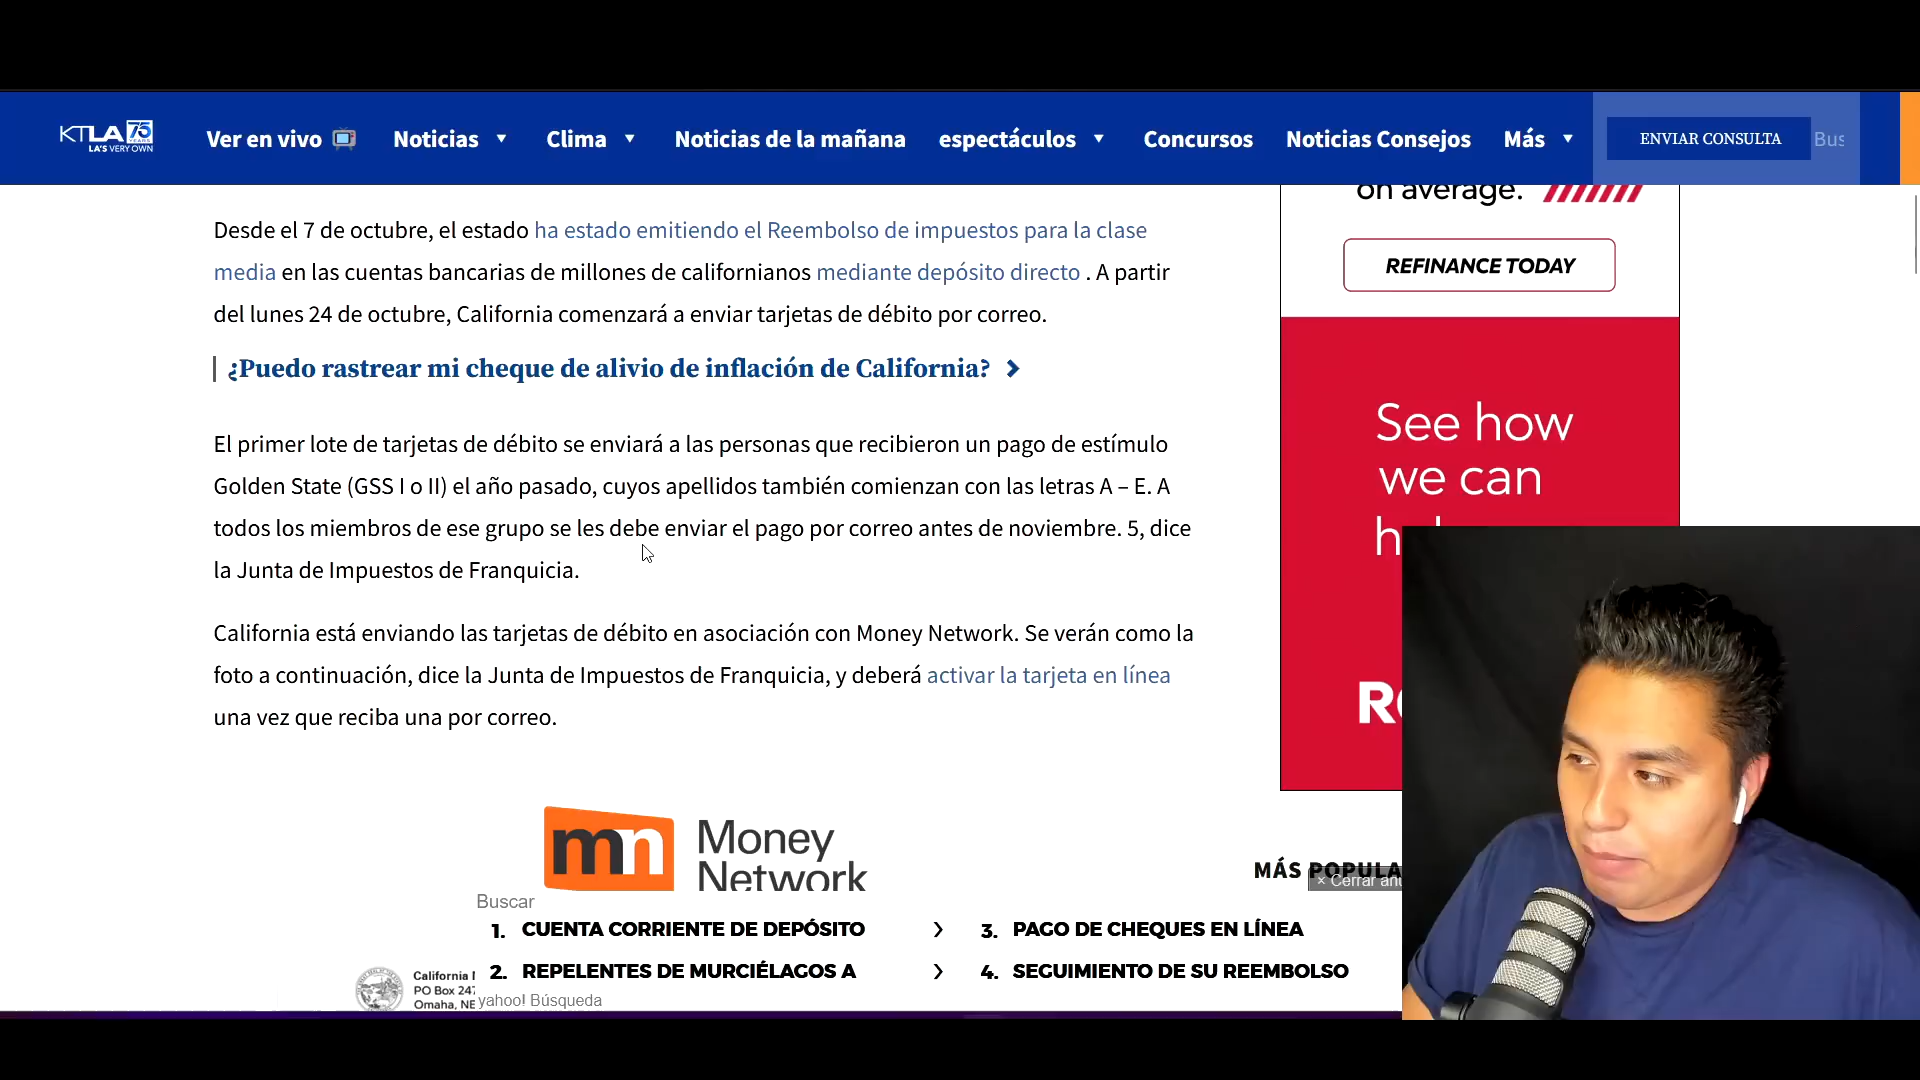 KTLA 75
YEARS
LA'S VERY OWN
Ver en vivo
Noticias
Clima
Noticias de la mañana
espectáculos
Concursos
Noticias Consejos
Más
ENVIAR CONSULTA
Bus
on average.
REFINANCE TODAY
See how
we can
Desde el 7 de octubre, el estado ha estado emitiendo el Reembolso de impuestos para la clase
media en las cuentas bancarias de millones de californianos mediante depósito directo . A partir
del lunes 24 de octubre, California comenzará a enviar tarjetas de débito por correo.
¿Puedo rastrear mi cheque de alivio de inflación de California?
El primer lote de tarjetas de débito se enviará a las personas que recibieron un pago de estímulo
Golden State (GSS I o II) el año pasado, cuyos apellidos también comienzan con las letras A – E. A
todos los miembros de ese grupo se les debe enviar el pago por correo antes de noviembre. 5, dice
la Junta de Impuestos de Franquicia.
California está enviando las tarjetas de débito en asociación con Money Network. Se verán como la
foto a continuación, dice la Junta de Impuestos de Franquicia, y deberá activar la tarjeta en línea
una vez que reciba una por correo.
mn Money
Network
MÁS POPULA
× Cerrar anu
Buscar
1. CUENTA CORRIENTE DE DEPÓSITO
2. REPELENTES DE MURCIÉLAGOS A
3. PAGO DE CHEQUES EN LÍNEA
4. SEGUIMIENTO DE SU REEMBOLSO
yahoo! Búsqueda
California
PO Box 247
Omaha, NE